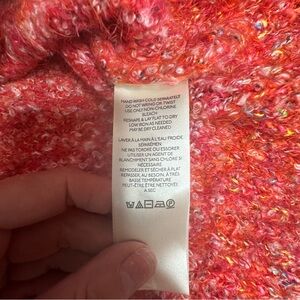 HAND WASH COLD SEPARATELY
DO NOT WRING OR TWIST
USE ONLY NON-CHLORINE
BLEACH
RESHAPE & LAY FLAT TO DRY
LOW IRON AS NEEDED
MAY BE DRY CLEANED
LAVER À LA MAIN À L'EAU FROIDE
SÉPARÉMENT
NE PAS TORDRE OU ESSORER
UTILISER UN AGENT DE
BLANCHIMENT SANS CHLORE SI
NÉCESSAIRE
REMODELER ET SÉCHER À PLAT
REPASSER, AU BESOIN, À TRÈS
BASSE TEMPÉRATURE
PEUT-ÊTRE ÊTRE NETTOYÉE
À SEC